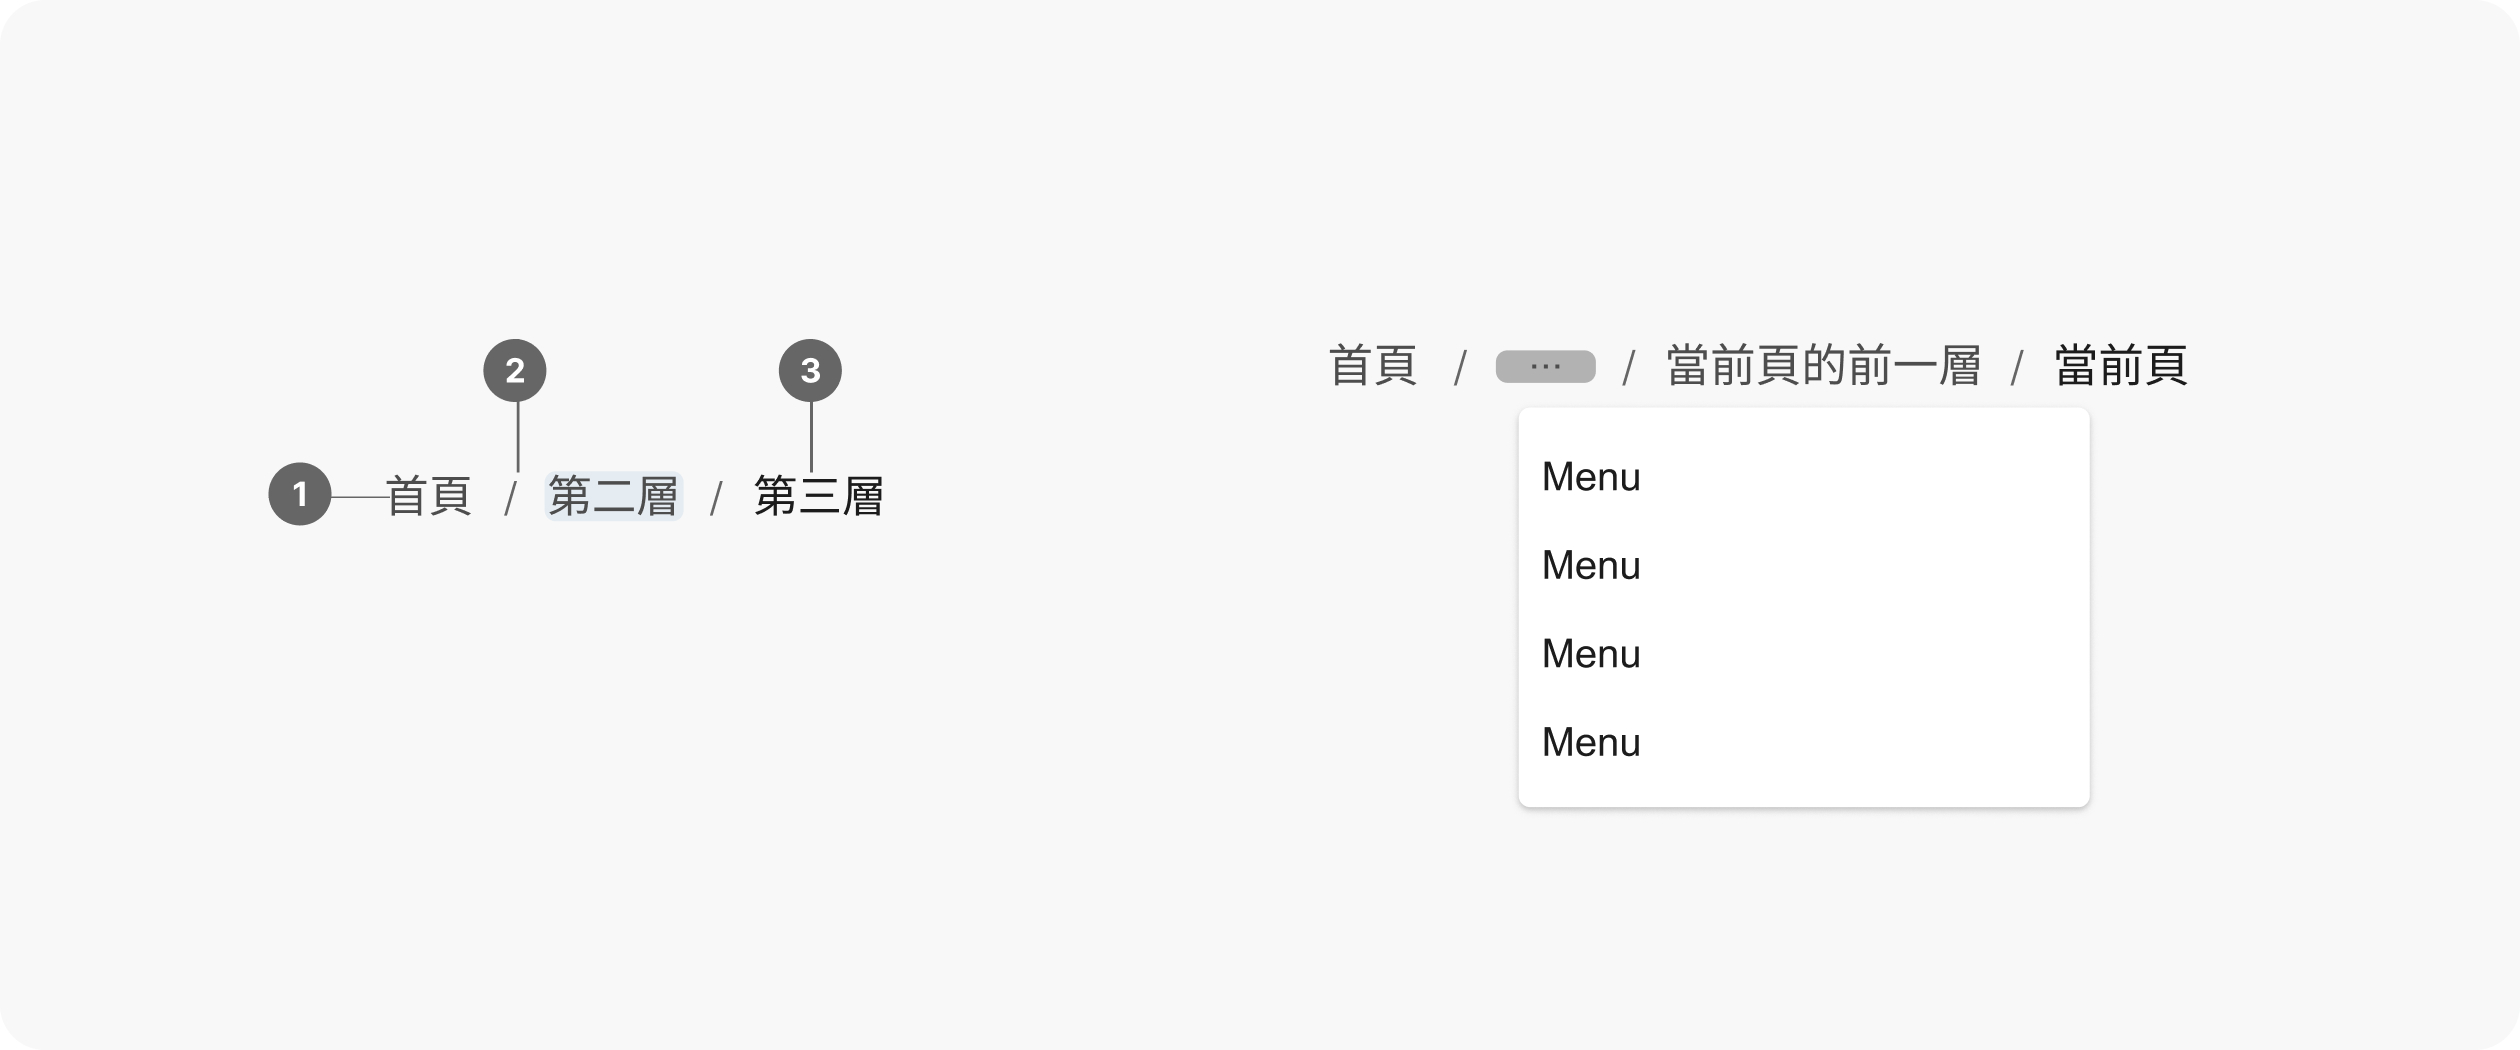 2
3
1
首頁 / 第二層 / 第三層
首頁 / ··· / 當前頁的前一層 / 當前頁
Menu
Menu
Menu
Menu